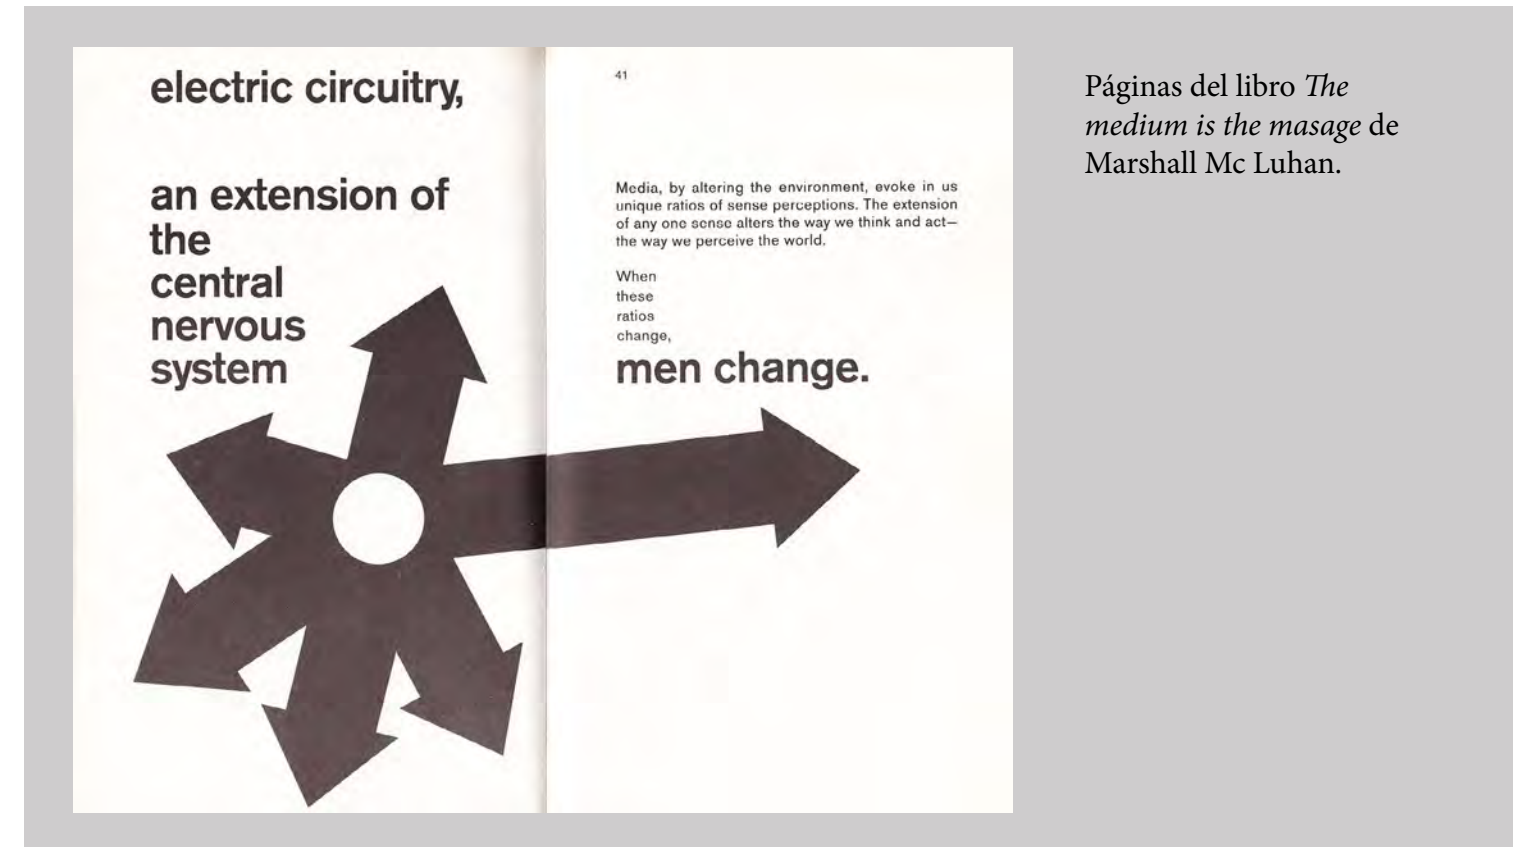 electric circuitry,
an extension of
the
central
nervous
system
41
Media, by altering the environment, evoke in us
unique ratios of sense perceptions. The extension
of any one sense alters the way we think and act—
the way we perceive the world.
When
these
ratios
change,
men change.
Páginas del libro The
medium is the masage de
Marshall Mc Luhan.